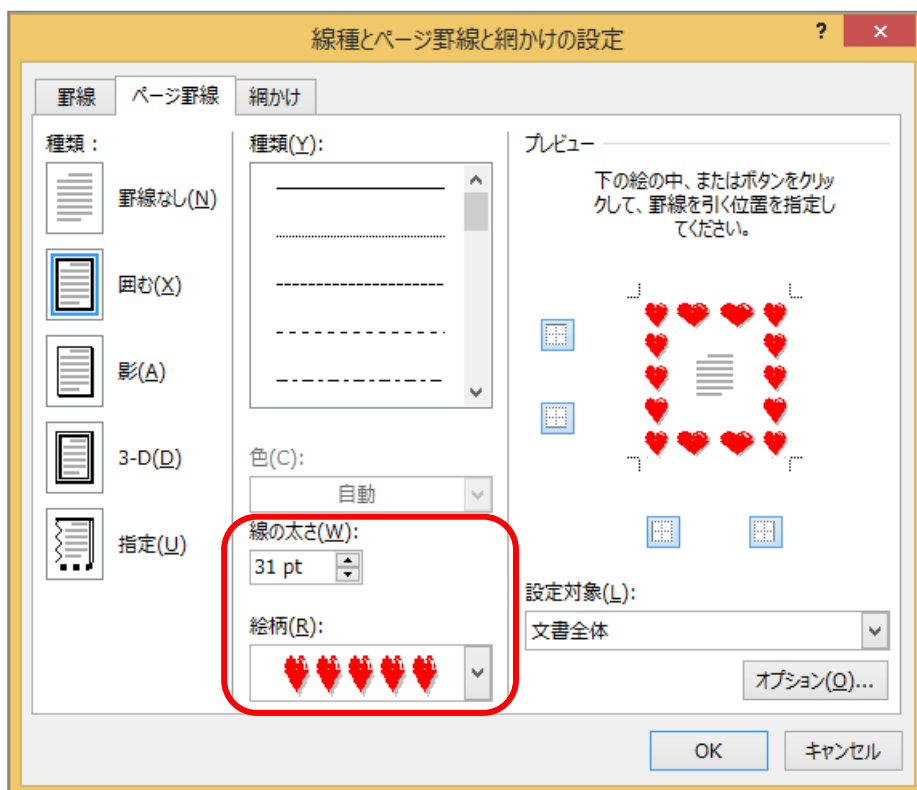 線種とページ罫線と網かけの設定
? ×
罫線 ページ罫線 網かけ
種類：
罫線なし(N)
囲む(X)
影(A)
3-D(D)
指定(U)
種類(Y):
色(C):
自動
線の太さ(W):
31 pt
絵柄(R):
プレビュー
下の絵の中、またはボタンをクリッ
クして、罫線を引く位置を指定し
てください。
設定対象(L):
文書全体
オプション(O)...
OK キャンセル